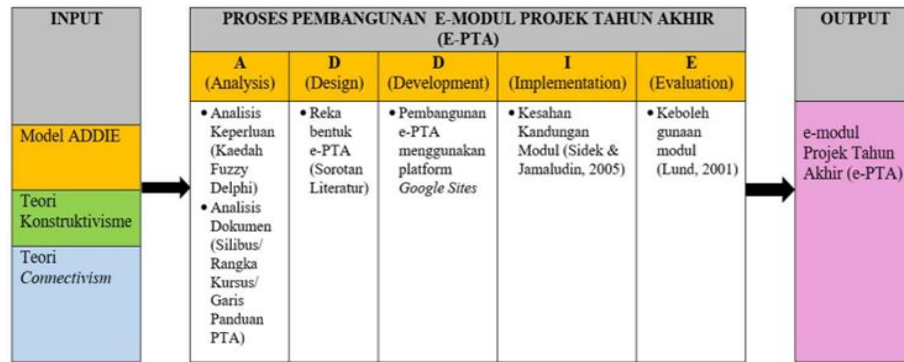 INPUT
Model ADDIE
Teori
Konstruktivisme
Teori
Connectivism
PROSES PEMBANGUNAN E-MODUL PROJEK TAHUN AKHIR
(E-PTA)
A
(Analysis)
• Analisis
Keperluan
(Kaedah
Fuzzy
Delphi)
• Analisis
Dokumen
(Silibus/
Rangka
Kursus/
Garis
Panduan
PTA)
D
(Design)
• Reka
bentuk
e-PTA
(Sorotan
Literatur)
D
(Development)
• Pembangunan
e-PTA
menggunakan
platform
Google Sites
I
(Implementation)
• Kesahan
Kandungan
Modul (Sidek &
Jamaludin, 2005)
E
(Evaluation)
• Keboleh
gunaan
modul
(Lund, 2001)
OUTPUT
e-modul
Projek Tahun
Akhir (e-PTA)